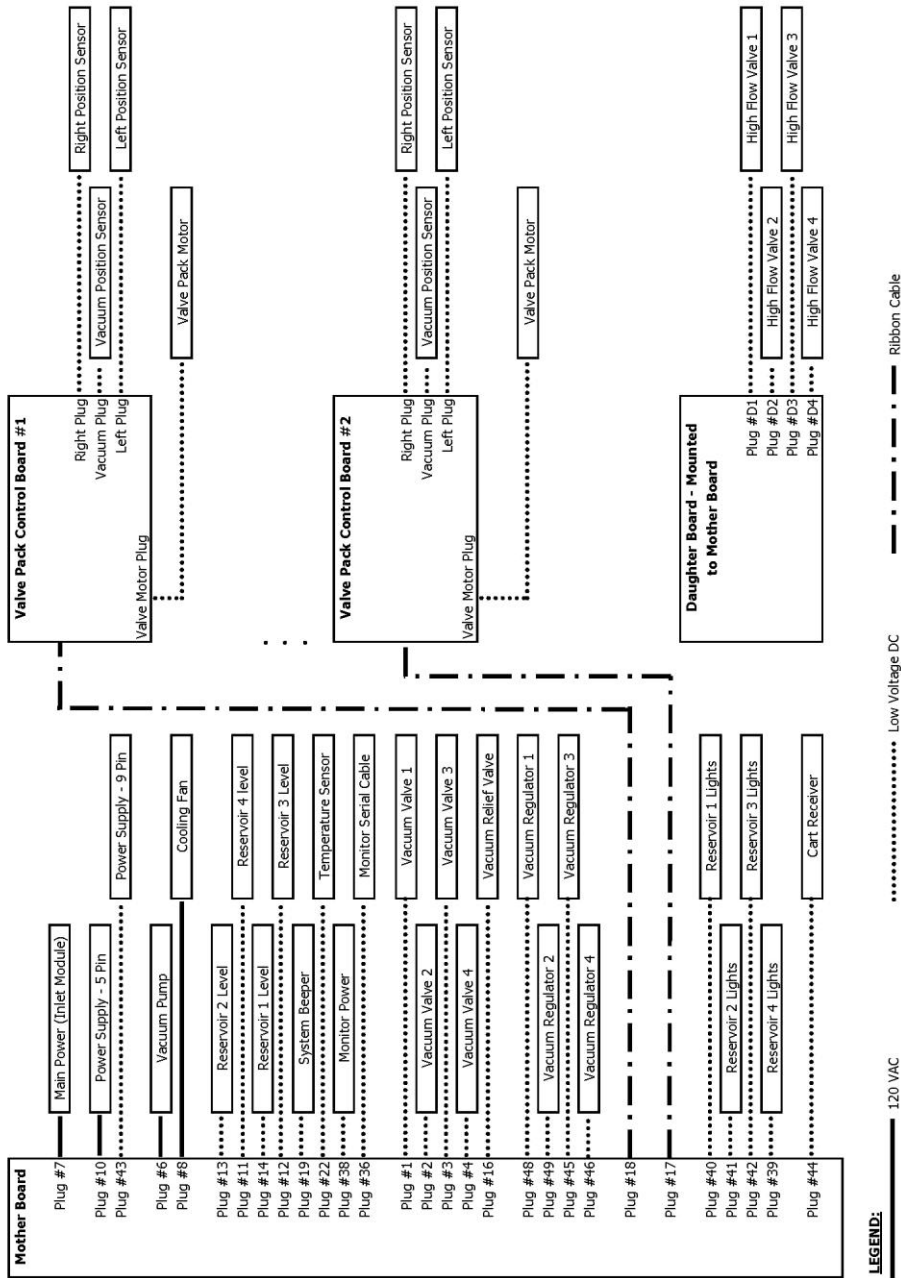 Mother Board
Plug #7
Main Power (Inlet Module)
Plug #10
Power Supply - 5 Pin
Plug #43
Power Supply - 9 Pin
Plug #6
Vacuum Pump
Plug #8
Cooling Fan
Plug #13
Reservoir 2 Level
Plug #11
Reservoir 4 level
Plug #14
Reservoir 1 Level
Plug #12
Reservoir 3 Level
Plug #19
System Beeper
Plug #22
Temperature Sensor
Plug #38
Monitor Power
Plug #36
Monitor Serial Cable
Plug #1
Vacuum Valve 1
Plug #2
Vacuum Valve 2
Plug #3
Vacuum Valve 3
Plug #4
Vacuum Valve 4
Plug #16
Vacuum Relief Valve
Plug #48
Vacuum Regulator 1
Plug #49
Vacuum Regulator 2
Plug #45
Vacuum Regulator 3
Plug #46
Vacuum Regulator 4
Plug #18
Plug #17
Plug #40
Reservoir 1 Lights
Plug #41
Reservoir 2 Lights
Plug #42
Reservoir 3 Lights
Plug #39
Reservoir 4 Lights
Plug #44
Cart Receiver
Valve Pack Control Board #1
Right Plug
Right Position Sensor
Vacuum Plug
Vacuum Position Sensor
Left Plug
Left Position Sensor
Valve Motor Plug
Valve Pack Motor
Valve Pack Control Board #2
Right Plug
Right Position Sensor
Vacuum Plug
Vacuum Position Sensor
Left Plug
Left Position Sensor
Valve Motor Plug
Valve Pack Motor
Daughter Board - Mounted
to Mother Board
Plug #D1
High Flow Valve 1
Plug #D2
High Flow Valve 2
Plug #D3
High Flow Valve 3
Plug #D4
High Flow Valve 4
LEGEND:
120 VAC
Low Voltage DC
Ribbon Cable